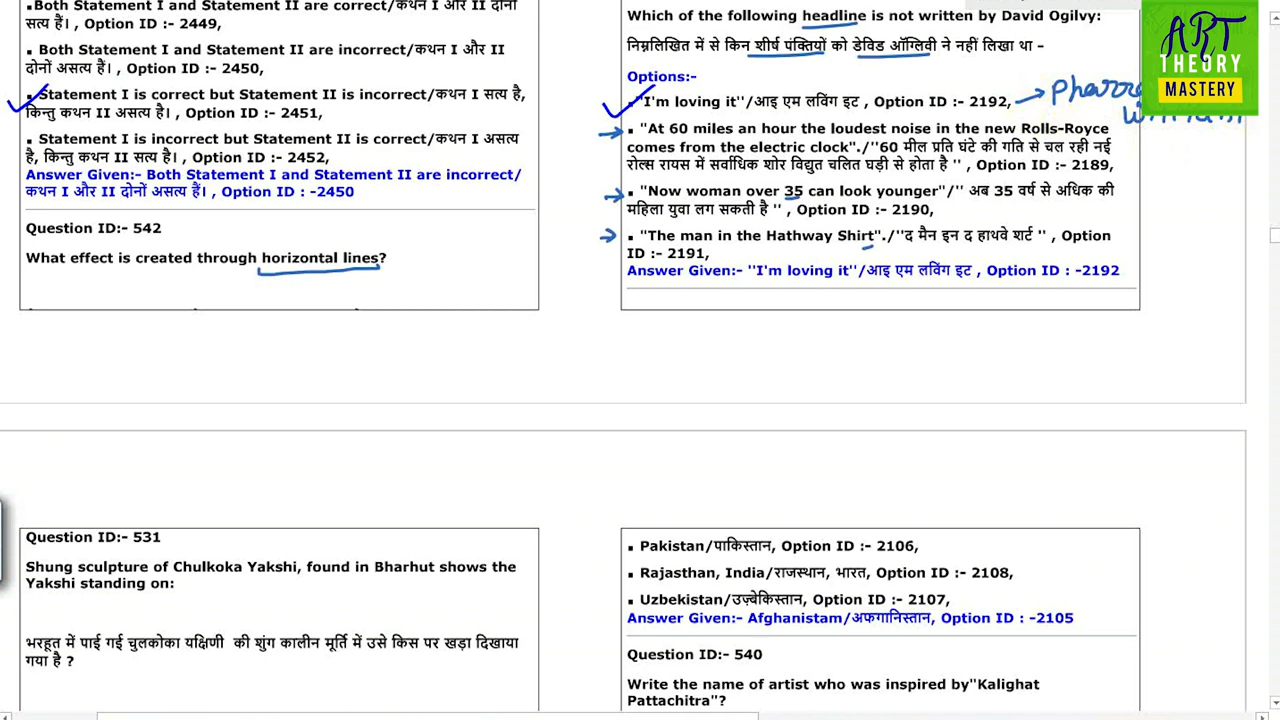 ▪Both Statement I and Statement II are correct/कथन I और II दोनों
सत्य हैं। , Option ID :- 2449,
▪ Both Statement I and Statement II are incorrect/कथन I और II
दोनों असत्य हैं। , Option ID :- 2450,
▪ Statement I is correct but Statement II is incorrect/कथन I सत्य है,
किन्तु कथन II असत्य है। , Option ID :- 2451,
▪ Statement I is incorrect but Statement II is correct/कथन I असत्य
है, किन्तु कथन II सत्य है। , Option ID :- 2452,
Answer Given:- Both Statement I and Statement II are incorrect/
कथन I और II दोनों असत्य हैं। , Option ID : -2450
Question ID:- 542
What effect is created through horizontal lines?
Which of the following headline is not written by David Ogilvy:
निम्नलिखित में से किन शीर्ष पंक्तियों को डेविड ऑग्लिवी ने नहीं लिखा था -
Options:-
▪ "I'm loving it''/आइ एम लविंग इट , Option ID :- 2192,
▪ "At 60 miles an hour the loudest noise in the new Rolls-Royce
comes from the electric clock"./''60 मील प्रति घंटे की गति से चल रही नई
रोल्स रायस में सर्वाधिक शोर विद्युत चलित घड़ी से होता है '' , Option ID :- 2189,
▪ "Now woman over 35 can look younger"/'' अब 35 वर्ष से अधिक की
महिला युवा लग सकती है '' , Option ID :- 2190,
▪ "The man in the Hathway Shirt"./''द मैन इन द हाथवे शर्ट '' , Option
ID :- 2191,
Answer Given:- ''I'm loving it''/आइ एम लविंग इट , Option ID : -2192
ART
THEORY
MASTERY
Question ID:- 531
Shung sculpture of Chulkoka Yakshi, found in Bharhut shows the
Yakshi standing on:
भरहूत में पाई गई चुलकोका यक्षिणी की शुंग कालीन मूर्ति में उसे किस पर खड़ा दिखाया
गया है ?
▪ Pakistan/पाकिस्तान, Option ID :- 2106,
▪ Rajasthan, India/राजस्थान, भारत, Option ID :- 2108,
▪ Uzbekistan/उज़्बेकिस्तान, Option ID :- 2107,
Answer Given:- Afghanistam/अफगानिस्तान, Option ID : -2105
Question ID:- 540
Write the name of artist who was inspired by"Kalighat
Pattachitra"?